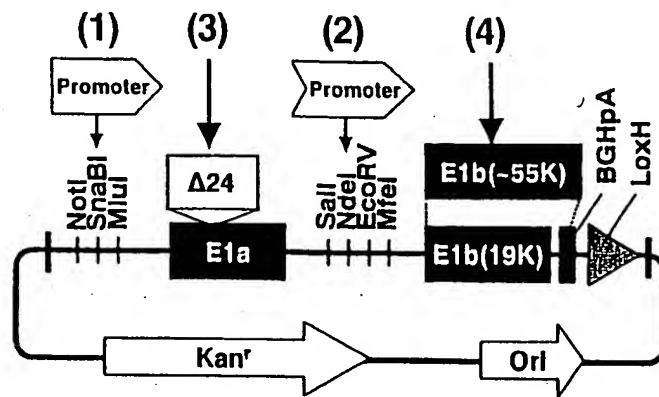 (1)
(3)
(2)
(4)
Promoter
Promoter
Δ24
NotI
SnaBI
MluI
SalI
NdeI
EcoRV
MfeI
E1b(~55K)
BGHpA
LoxH
E1a
E1b(19K)
Kanʳ
Ori